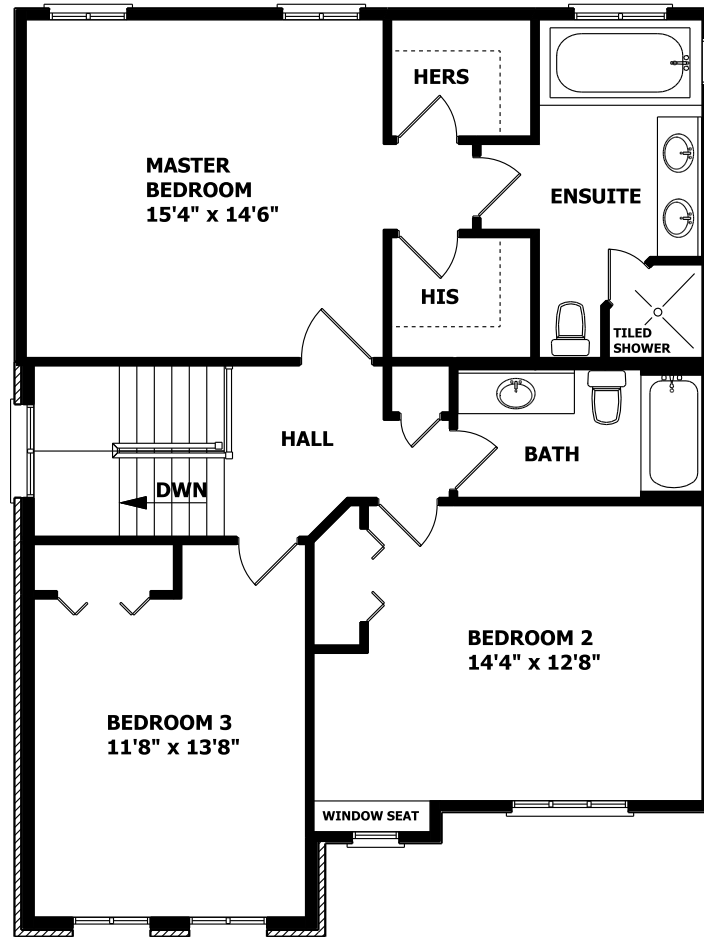 HERS
MASTER
BEDROOM
15'4" x 14'6"
ENSUITE
HIS
TILED
SHOWER
HALL
BATH
DWN
BEDROOM 2
14'4" x 12'8"
BEDROOM 3
11'8" x 13'8"
WINDOW SEAT